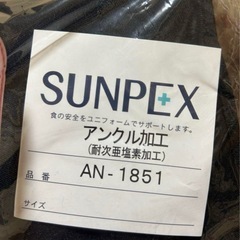 SUNPEX
食の安全をユニフォームでサポートします。
アンクル加工
(耐次亜塩素加工)
品 番 AN-1851
サイズ